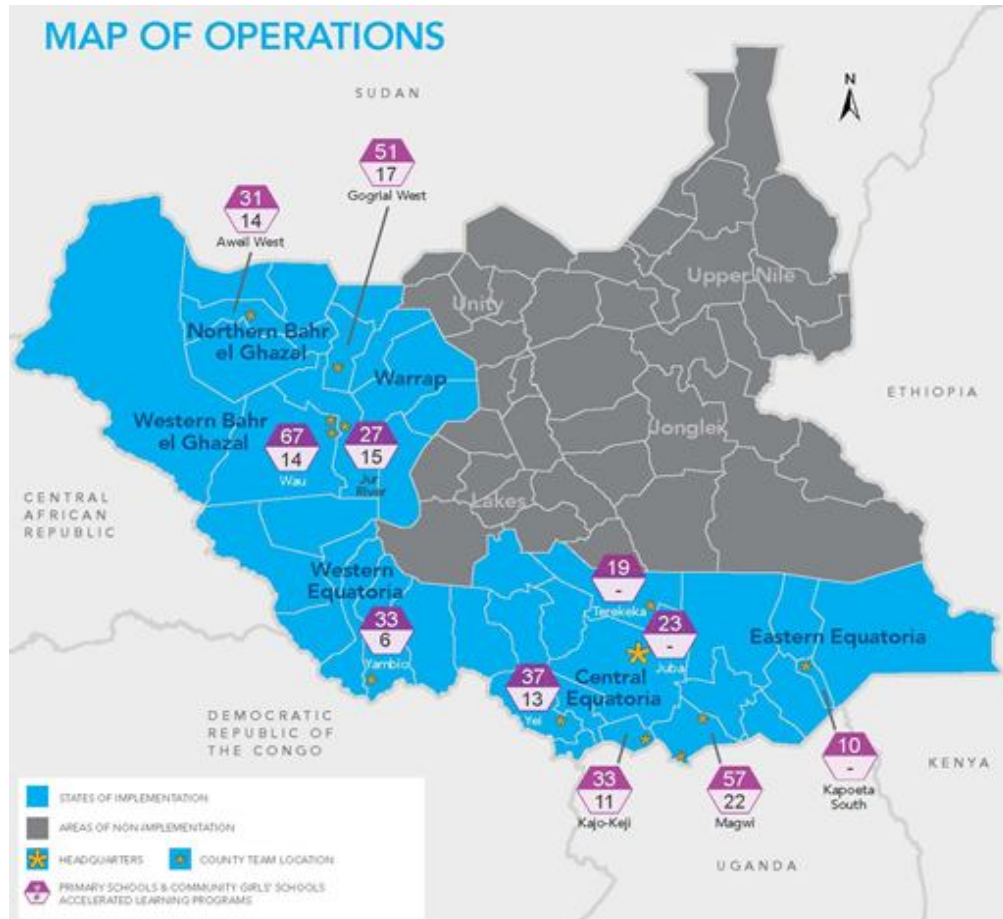 MAP OF OPERATIONS
SUDAN
N
51
17
Gogrial West
31
14
Aweil West
Upper Nile
Unity
Northern Bahr
el Ghazal
Warrap
ETHIOPIA
Western Bahr
el Ghazal
Jonglei
67
14
Wau
27
15
Jur
River
CENTRAL
AFRICAN
REPUBLIC
Lakes
Western
Equatoria
19
-
Terekeka
33
6
Yambio
23
-
Juba
Eastern Equatoria
37
13
Yei
Central
Equatoria
DEMOCRATIC
REPUBLIC OF
THE CONGO
10
-
Kapoeta
South
KENYA
33
11
Kajo-Keji
57
22
Magwi
UGANDA
STATES OF IMPLEMENTATION
AREAS OF NON-IMPLEMENTATION
HEADQUARTERS
COUNTY TEAM LOCATION
PRIMARY SCHOOLS & COMMUNITY GIRLS' SCHOOLS
ACCELERATED LEARNING PROGRAMS